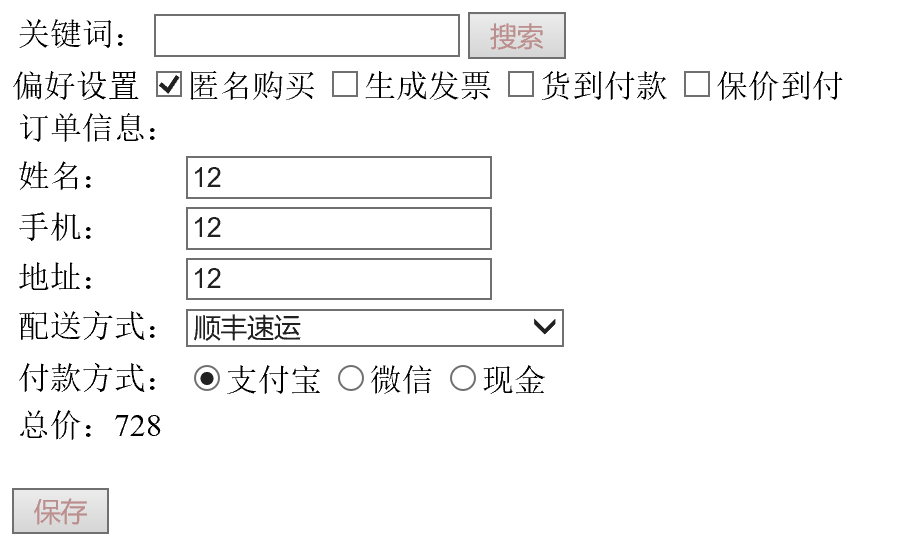 关键词： 搜索
偏好设置 匿名购买 生成发票 货到付款 保价到付
订单信息：
姓名： 12
手机： 12
地址： 12
配送方式： 顺丰速运
付款方式： 支付宝 微信 现金
总价：728
保存